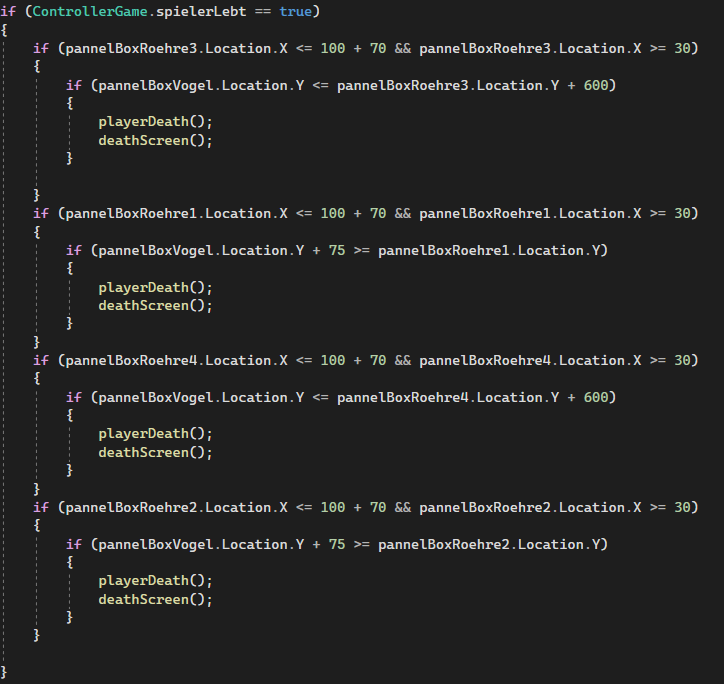 if (ControllerGame.spielerLebt == true)
{
if (pannelBoxRoehre3.Location.X <= 100 + 70 && pannelBoxRoehre3.Location.X >= 30)
{
if (pannelBoxVogel.Location.Y <= pannelBoxRoehre3.Location.Y + 600)
{
playerDeath();
deathScreen();
}
}
if (pannelBoxRoehre1.Location.X <= 100 + 70 && pannelBoxRoehre1.Location.X >= 30)
{
if (pannelBoxVogel.Location.Y + 75 >= pannelBoxRoehre1.Location.Y)
{
playerDeath();
deathScreen();
}
}
if (pannelBoxRoehre4.Location.X <= 100 + 70 && pannelBoxRoehre4.Location.X >= 30)
{
if (pannelBoxVogel.Location.Y <= pannelBoxRoehre4.Location.Y + 600)
{
playerDeath();
deathScreen();
}
}
if (pannelBoxRoehre2.Location.X <= 100 + 70 && pannelBoxRoehre2.Location.X >= 30)
{
if (pannelBoxVogel.Location.Y + 75 >= pannelBoxRoehre2.Location.Y)
{
playerDeath();
deathScreen();
}
}
}